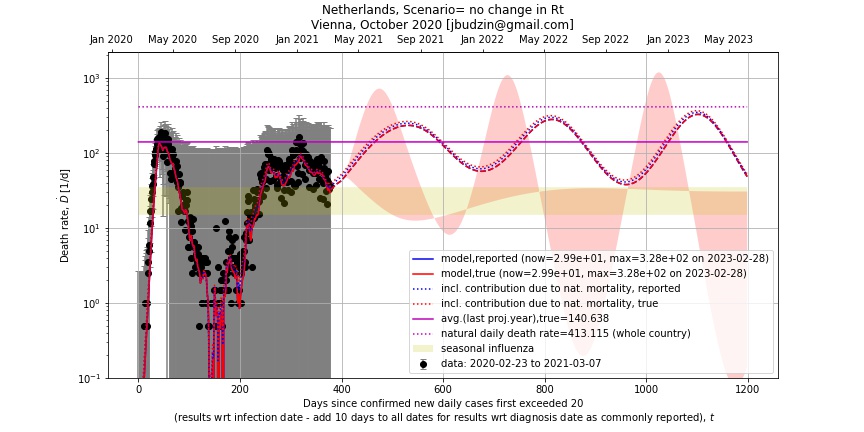 Netherlands, Scenario= no change in Rt
Vienna, October 2020 [jbudzin@gmail.com]
Jan 2020 May 2020 Sep 2020 Jan 2021 May 2021 Sep 2021 Jan 2022 May 2022 Sep 2022 Jan 2023 May 2023
10³
10²
10¹
10⁰
10⁻¹
Death rate, D [1/d]
model,reported (now=2.99e+01, max=3.28e+02 on 2023-02-28)
model,true (now=2.99e+01, max=3.28e+02 on 2023-02-28)
incl. contribution due to nat. mortality, reported
incl. contribution due to nat. mortality, true
avg.(last proj.year),true=140.638
natural daily death rate=413.115 (whole country)
seasonal influenza
data: 2020-02-23 to 2021-03-07
0 200 400 600 800 1000 1200
Days since confirmed new daily cases first exceeded 20
(results wrt infection date - add 10 days to all dates for results wrt diagnosis date as commonly reported), t